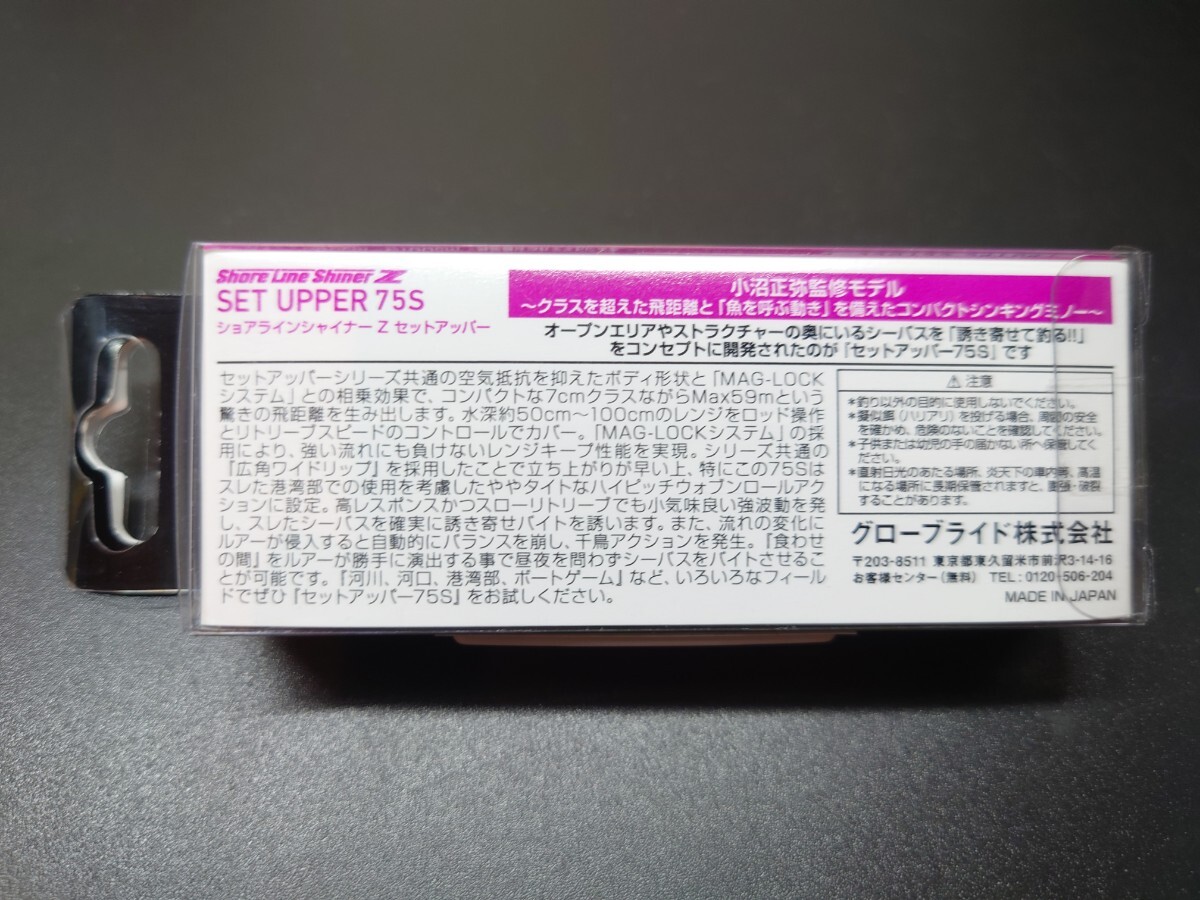 Shore Line Shiner Z
SET UPPER 75S
ショアラインシャイナー Z セットアッパー
小沼正弥監修モデル
～クラスを超えた飛距離と「魚を呼ぶ動き」を備えたコンパクトシンキングミノー～
オープンエリアやストラクチャーの奥にいるシーバスを「誘き寄せて釣る!!」
をコンセプトに開発されたのが「セットアッパー75S」です
セットアッパーシリーズ共通の空気抵抗を抑えたボディ形状と「MAG-LOCK
システム」との相乗効果で、コンパクトな7cmクラスながらMax59mという
驚きの飛距離を生み出します。水深約50cm～100cmのレンジをロッド操作
とリトリーブスピードのコントロールでカバー。「MAG-LOCKシステム」の採
用により、強い流れにも負けないレンジキープ性能を実現。シリーズ共通の
『広角ワイドリップ』を採用したことで立ち上がりが早い上、特にこの75Sは
スレた港湾部での使用を考慮したややタイトなハイピッチウォブンロールアク
ションに設定。高レスポンスかつスローリトリーブでも小気味良い強波動を発
し、スレたシーバスを確実に誘き寄せバイトを誘います。また、流れの変化に
ルアーが侵入すると自動的にバランスを崩し、千鳥アクションを発生。『食わせ
の間』をルアーが勝手に演出する事で昼夜を問わずシーバスをバイトさせるこ
とが可能です。『河川、河口、港湾部、ボートゲーム』など、いろいろなフィール
ドでぜひ『セットアッパー75S』をお試しください。
⚠ 注意
*釣り以外の目的に使用しないでください。
*擬似餌（ハリアリ）を投げる場合、周囲の安全
を確かめ、危険のないことを確認してください。
*子供または幼児の手の届かない所へ保管してく
ださい。
*直射日光のあたる場所、炎天下の車内等、高温
になる場所に長期保管されますと、膨張・破裂
することがあります。
グローブライド株式会社
〒203-8511 東京都東久留米市前沢3-14-16
お客様センター（無料） TEL：0120-506-204
MADE IN JAPAN